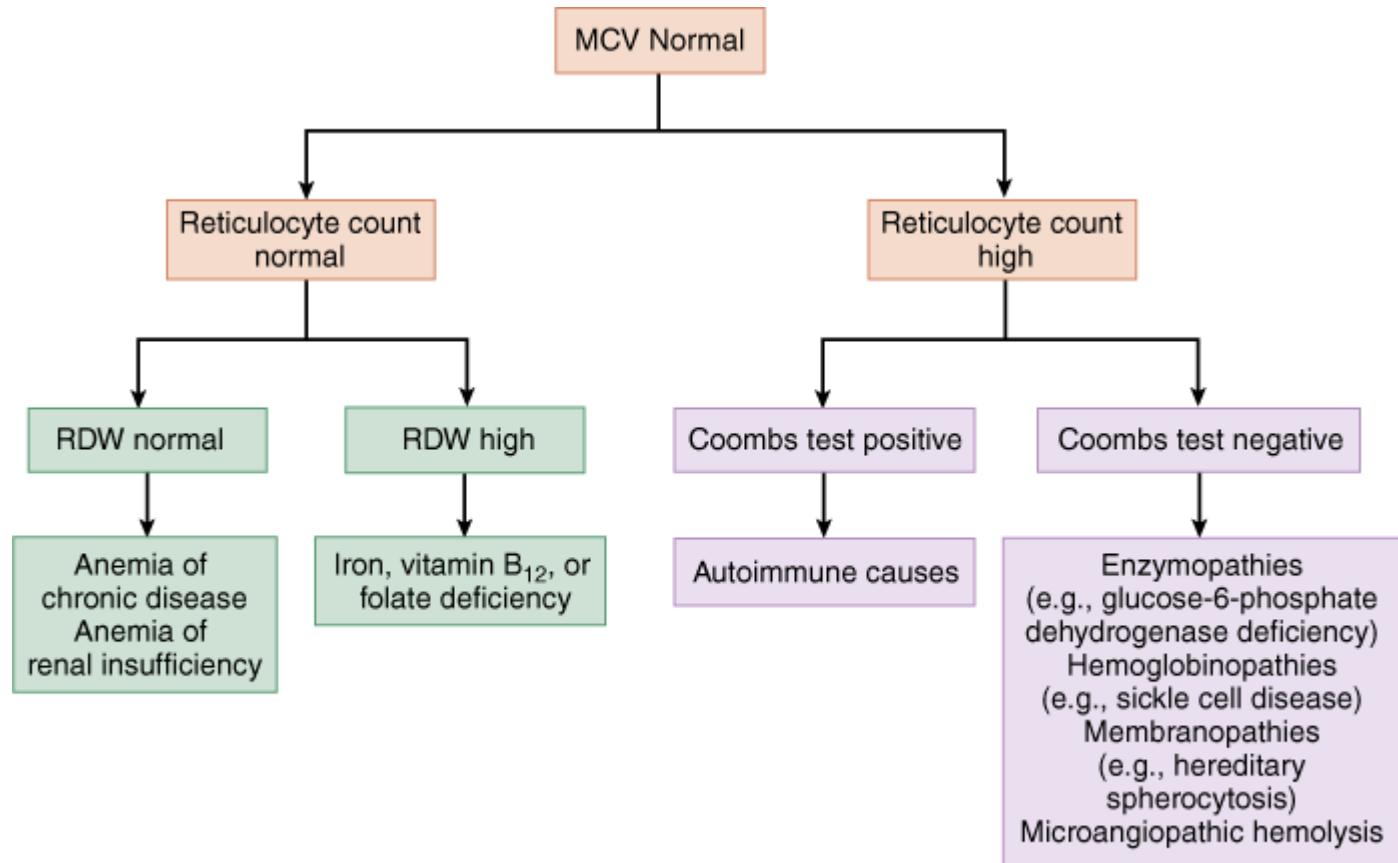 MCV Normal
Reticulocyte count
normal
Reticulocyte count
high
RDW normal
RDW high
Coombs test positive
Coombs test negative
Anemia of
chronic disease
Anemia of
renal insufficiency
Iron, vitamin B₁₂, or
folate deficiency
Autoimmune causes
Enzymopathies
(e.g., glucose-6-phosphate
dehydrogenase deficiency)
Hemoglobinopathies
(e.g., sickle cell disease)
Membranopathies
(e.g., hereditary
spherocytosis)
Microangiopathic hemolysis